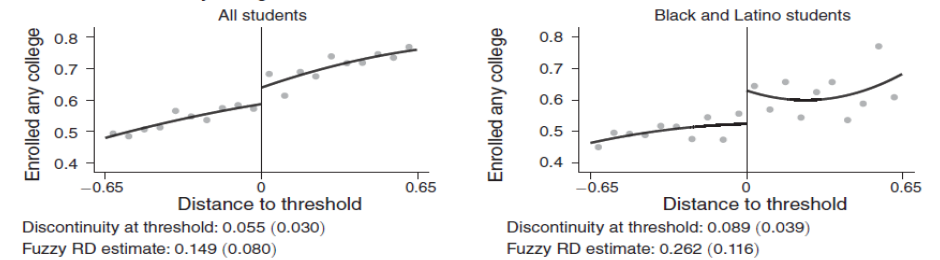 All students
Enrolled any college
0.8
0.7
0.6
0.5
0.4
−0.65
0
0.65
Distance to threshold
Discontinuity at threshold: 0.055 (0.030)
Fuzzy RD estimate: 0.149 (0.080)
Black and Latino students
Enrolled any college
0.8
0.7
0.6
0.5
0.4
−0.65
0
0.65
Distance to threshold
Discontinuity at threshold: 0.089 (0.039)
Fuzzy RD estimate: 0.262 (0.116)